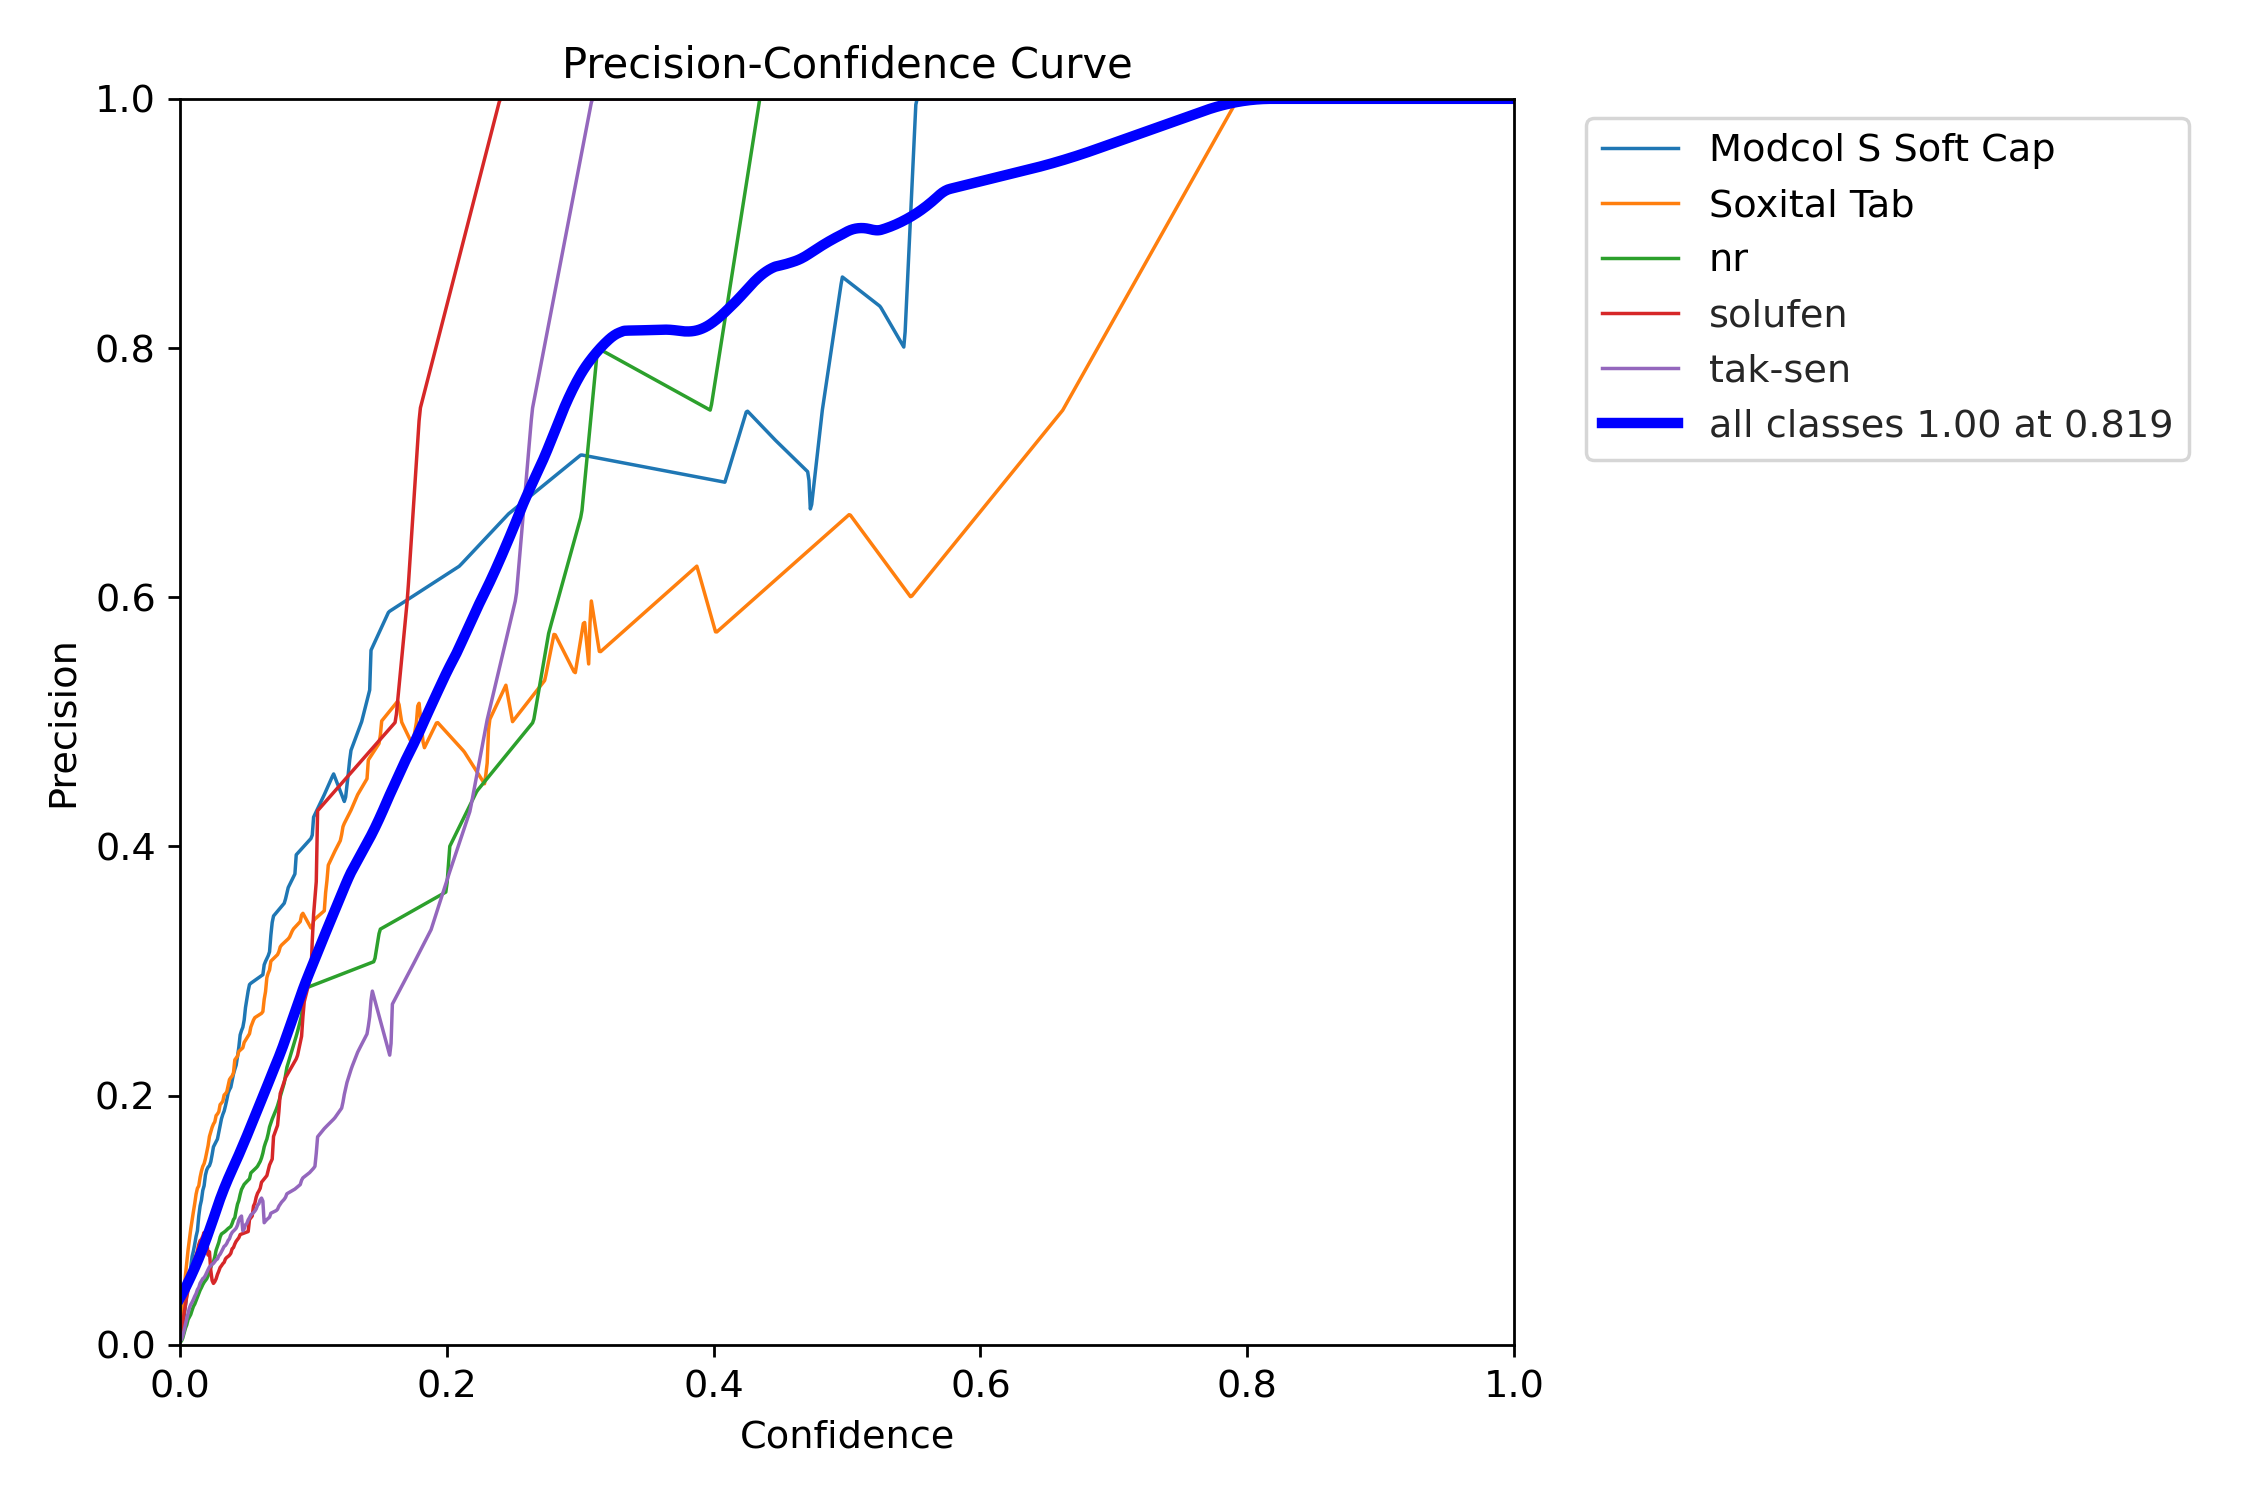 Precision-Confidence Curve
1.0
0.8
0.6
0.4
0.2
0.0
Precision
0.0 0.2 0.4 0.6 0.8 1.0
Confidence
Modcol S Soft Cap
Soxital Tab
nr
solufen
tak-sen
all classes 1.00 at 0.819